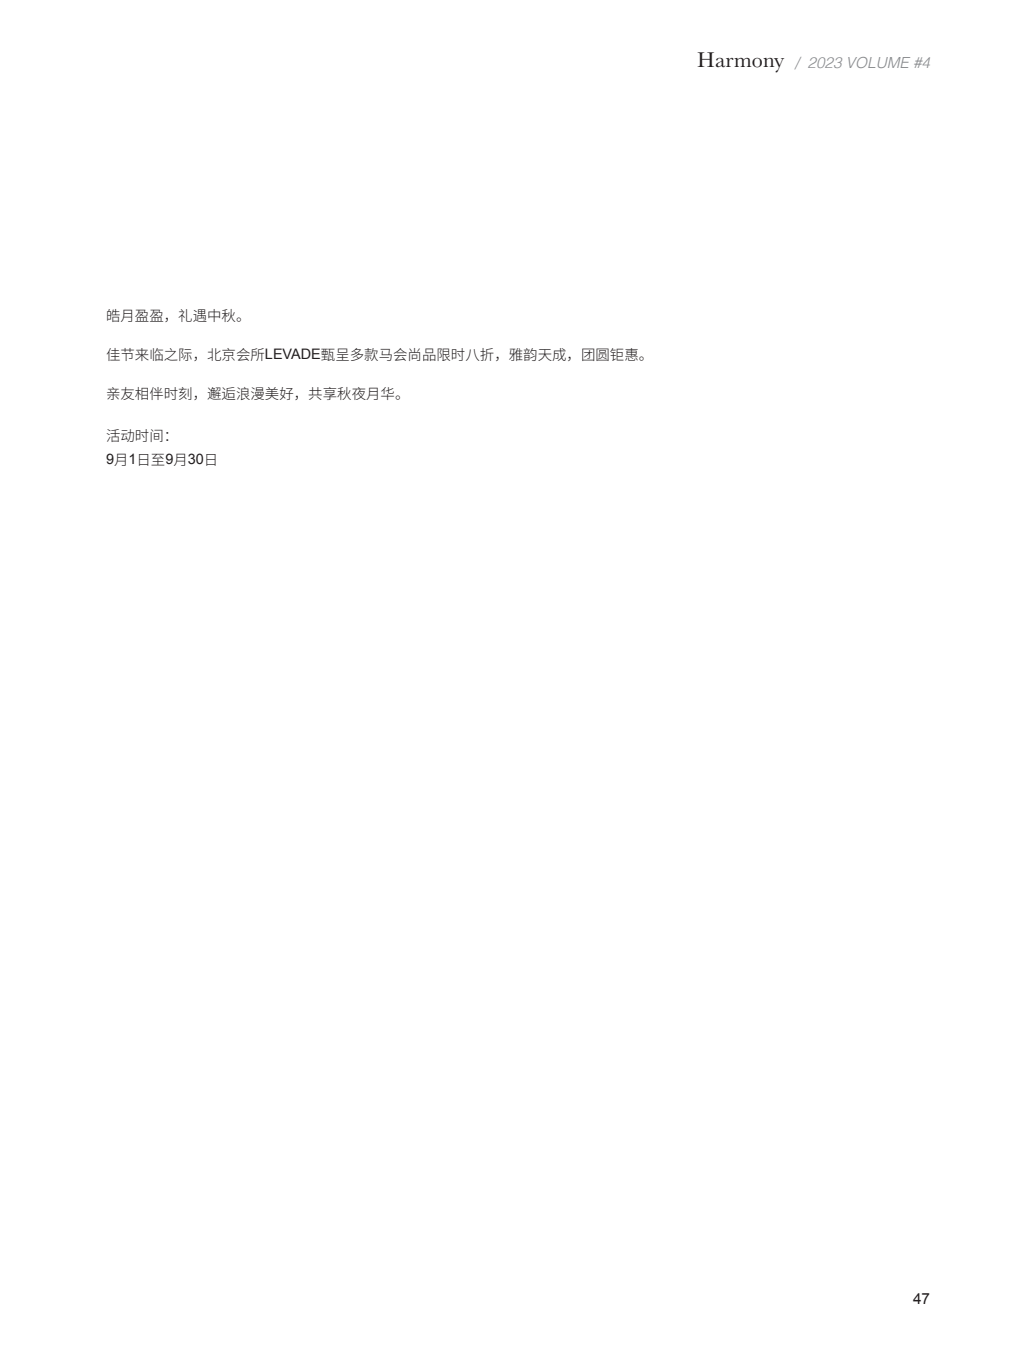 Harmony / 2023 VOLUME #4
皓月盈盈，礼遇中秋。
佳节来临之际，北京会所LEVADE甄呈多款马会尚品限时八折，雅韵天成，团圆钜惠。
亲友相伴时刻，邂逅浪漫美好，共享秋夜月华。
活动时间：
9月1日至9月30日
47